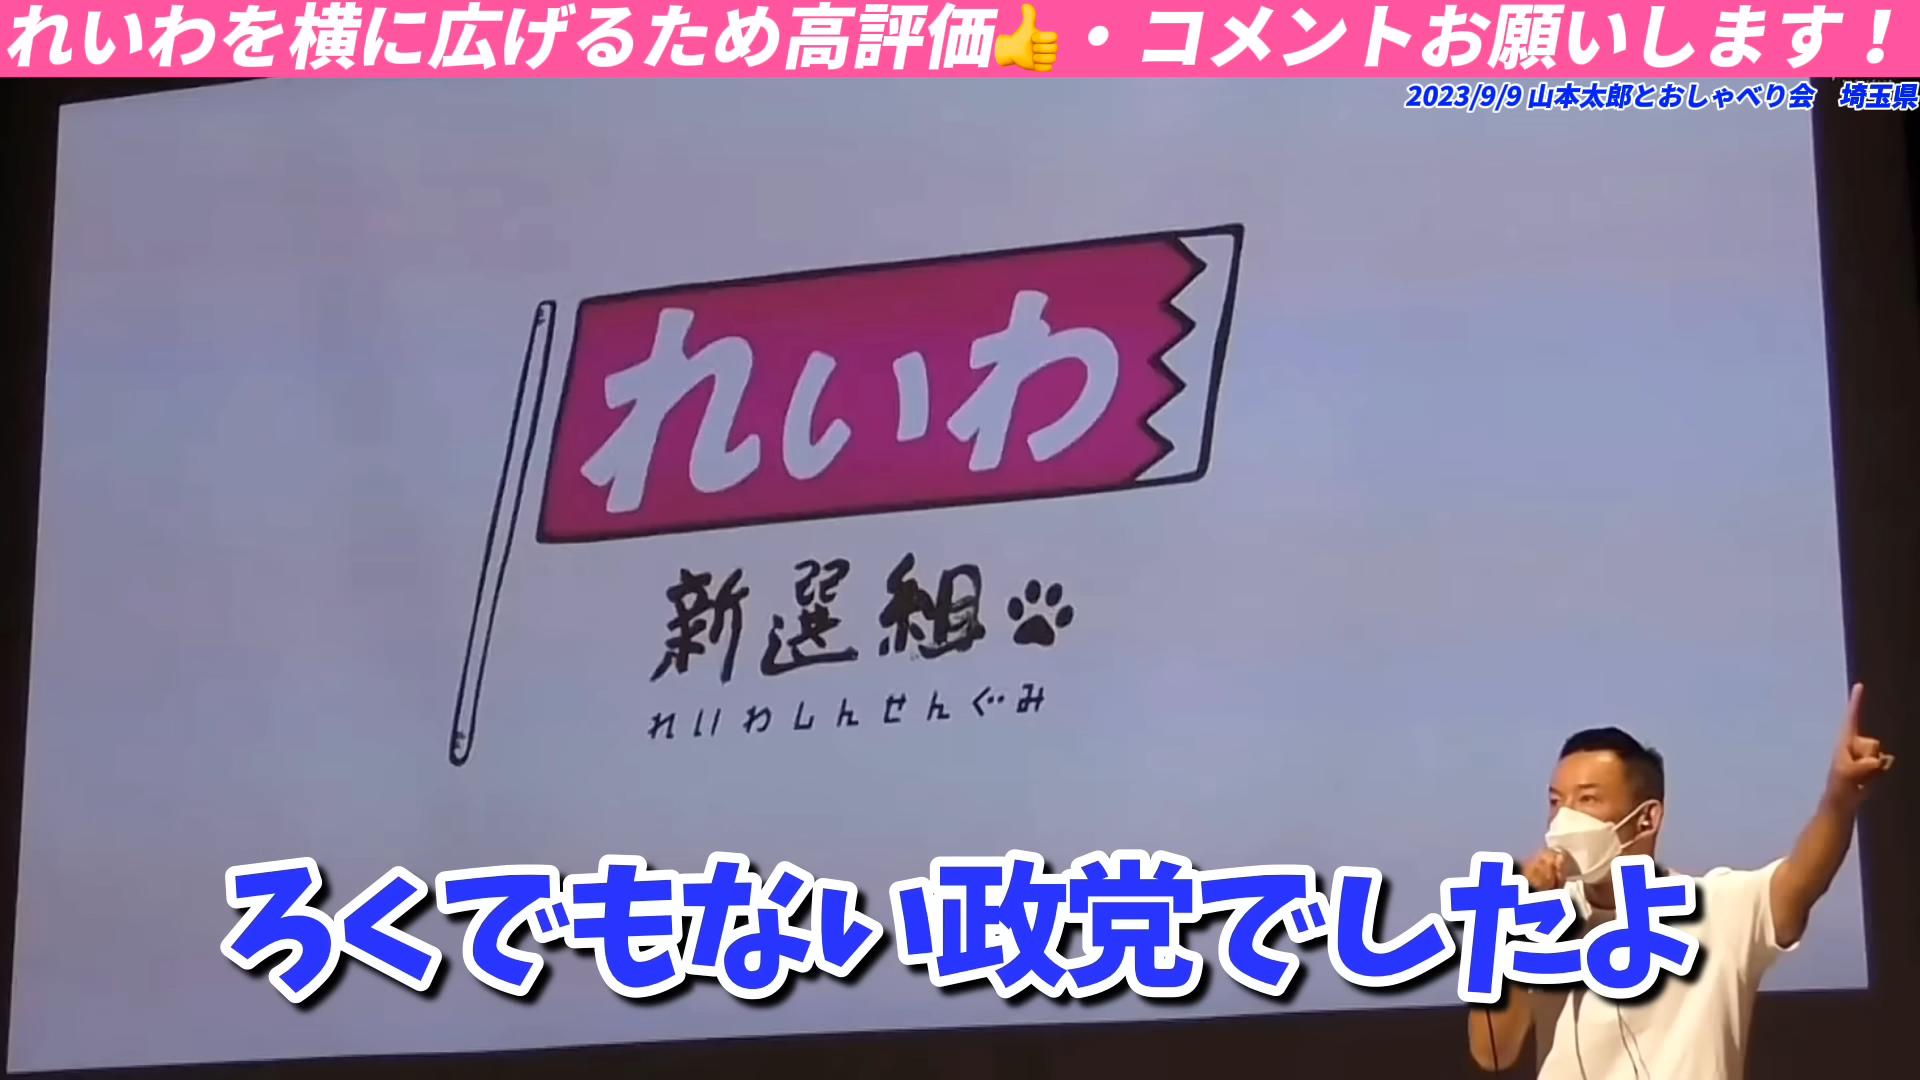 れいわを横に広げるため高評価👍・コメントお願いします！
2023/9/9 山本太郎とおしゃべり会　埼玉県
れいわ
新選組
れいわしんせんぐみ
ろくでもない政党でしたよ